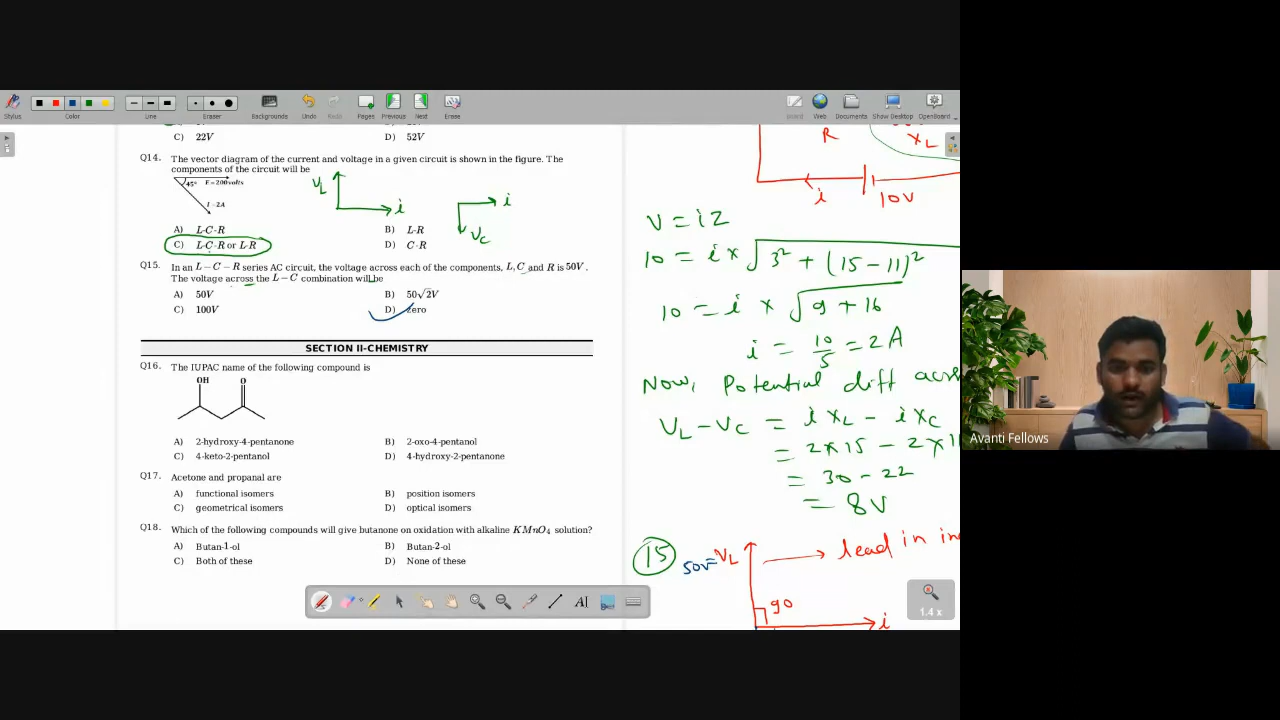 Stylus
Color
Line
Eraser
Backgrounds
Undo
Redo
Pages
Previous
Next
Erase
Board
Web
Documents
Show Desktop
OpenBoard
C) 22V D) 52V
Q14. The vector diagram of the current and voltage in a given circuit is shown in the figure. The
components of the circuit will be
45° E=200volts
I=2A
V_L
i
i
V_C
A) L-C-R B) L-R
C) L-C-R or L-R D) C-R
Q15. In an L−C−R series AC circuit, the voltage across each of the components, L, C and R is 50V.
The voltage across the L−C combination will be
A) 50V B) 50√2V
C) 100V D) zero
SECTION II-CHEMISTRY
Q16. The IUPAC name of the following compound is
OH O
A) 2-hydroxy-4-pentanone B) 2-oxo-4-pentanol
C) 4-keto-2-pentanol D) 4-hydroxy-2-pentanone
Q17. Acetone and propanal are
A) functional isomers B) position isomers
C) geometrical isomers D) optical isomers
Q18. Which of the following compounds will give butanone on oxidation with alkaline KMnO₄ solution?
A) Butan-1-ol B) Butan-2-ol
C) Both of these D) None of these
R
X_L
i
10V
V = iZ
10 = i × √3² + (15 − 11)²
10 = i × √9 + 16
i = 10/5 = 2A
Now, Potential diff
V_L − V_C = i X_L − i X_C
= 2×15 − 2×
= 30 − 22
= 8V
15
50V= V_L
lead in
90
i
1.4 x
Avanti Fellows